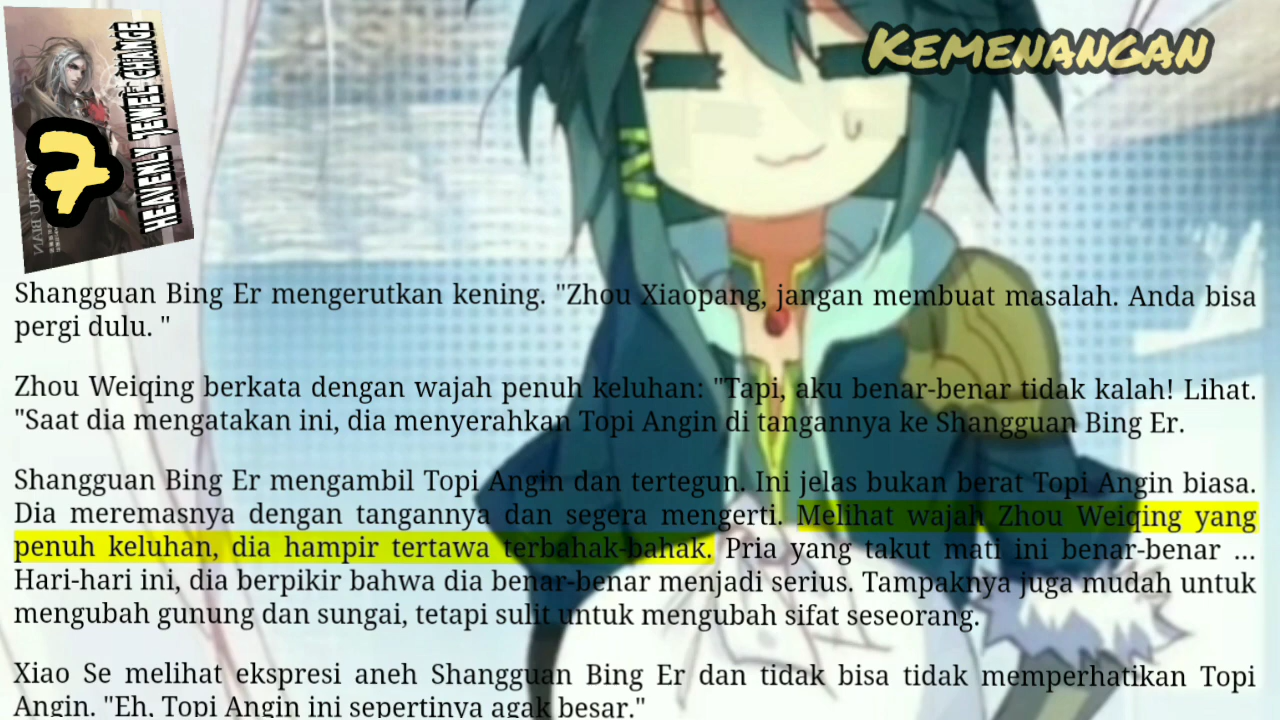 Kemenangan
HEAVENLY JEWEL CHANGE
7
Shangguan Bing Er mengerutkan kening. "Zhou Xiaopang, jangan membuat masalah. Anda bisa
pergi dulu. "
Zhou Weiqing berkata dengan wajah penuh keluhan: "Tapi, aku benar-benar tidak kalah! Lihat.
"Saat dia mengatakan ini, dia menyerahkan Topi Angin di tangannya ke Shangguan Bing Er.
Shangguan Bing Er mengambil Topi Angin dan tertegun. Ini jelas bukan berat Topi Angin biasa.
Dia meremasnya dengan tangannya dan segera mengerti. Melihat wajah Zhou Weiqing yang
penuh keluhan, dia hampir tertawa terbahak-bahak. Pria yang takut mati ini benar-benar ...
Hari-hari ini, dia berpikir bahwa dia benar-benar menjadi serius. Tampaknya juga mudah untuk
mengubah gunung dan sungai, tetapi sulit untuk mengubah sifat seseorang.
Xiao Se melihat ekspresi aneh Shangguan Bing Er dan tidak bisa tidak memperhatikan Topi
Angin. "Eh, Topi Angin ini sepertinya agak besar."